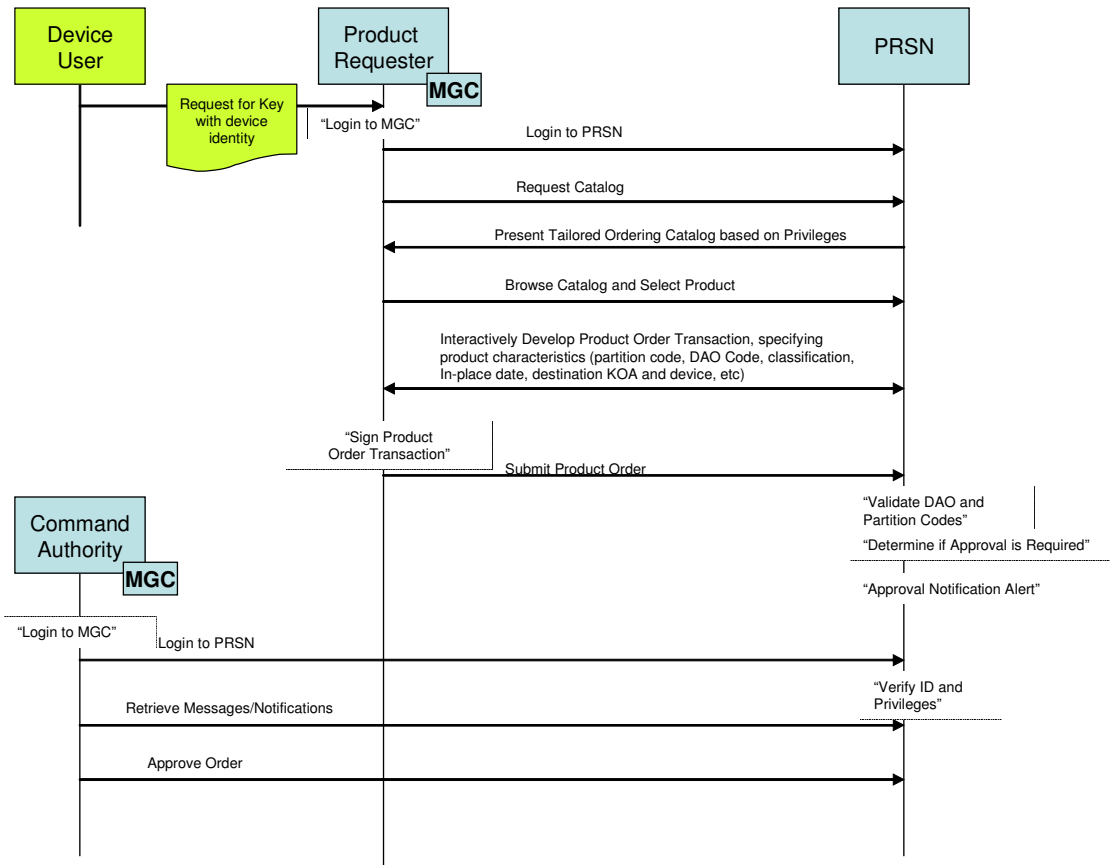 Device
User
Product
Requester
MGC
PRSN
Request for Key
with device
identity
“Login to MGC”
Login to PRSN
Request Catalog
Present Tailored Ordering Catalog based on Privileges
Browse Catalog and Select Product
Interactively Develop Product Order Transaction, specifying
product characteristics (partition code, DAO Code, classification,
In-place date, destination KOA and device, etc)
“Sign Product
Order Transaction”
Submit Product Order
“Validate DAO and
Partition Codes”
“Determine if Approval is Required”
“Approval Notification Alert”
Command
Authority
MGC
“Login to MGC”
Login to PRSN
“Verify ID and
Privileges”
Retrieve Messages/Notifications
Approve Order